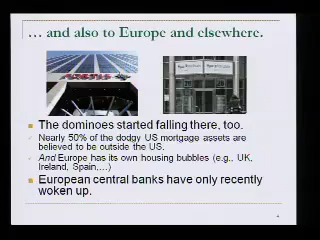 … and also to Europe and elsewhere.
The dominoes started falling there, too.
Nearly 50% of the dodgy US mortgage assets are
believed to be outside the US.
And Europe has its own housing bubbles (e.g., UK,
Ireland, Spain,…)
European central banks have only recently
woken up.